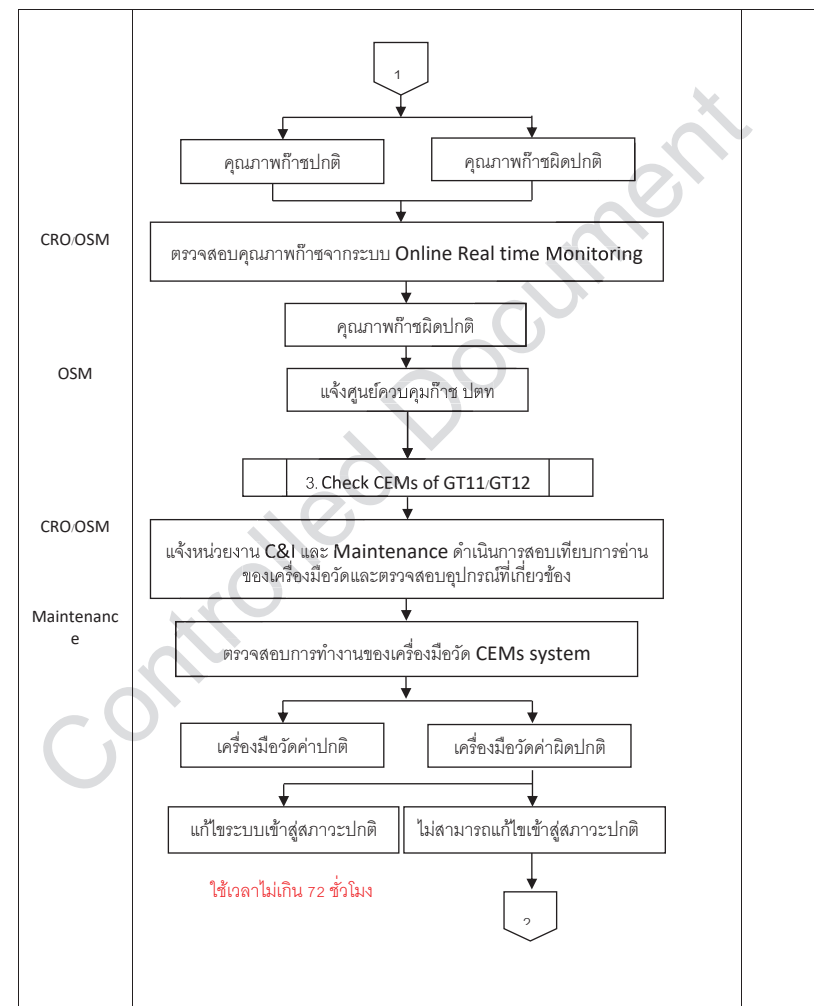 1
คุณภาพก๊าซปกติ
คุณภาพก๊าซผิดปกติ
CRO/OSM
ตรวจสอบคุณภาพก๊าซจากระบบ Online Real time Monitoring
คุณภาพก๊าซผิดปกติ
OSM
แจ้งศูนย์ควบคุมก๊าซ ปตท
3. Check CEMs of GT11/GT12
CRO/OSM
แจ้งหน่วยงาน C&I และ Maintenance ดำเนินการสอบเทียบการอ่าน
ของเครื่องมือวัดและตรวจสอบอุปกรณ์ที่เกี่ยวข้อง
Maintenanc
e
ตรวจสอบการทำงานของเครื่องมือวัด CEMs system
เครื่องมือวัดค่าปกติ
เครื่องมือวัดค่าผิดปกติ
แก้ไขระบบเข้าสู่สภาวะปกติ
ไม่สามารถแก้ไขเข้าสู่สภาวะปกติ
ใช้เวลาไม่เกิน 72 ชั่วโมง
2
Controlled Document